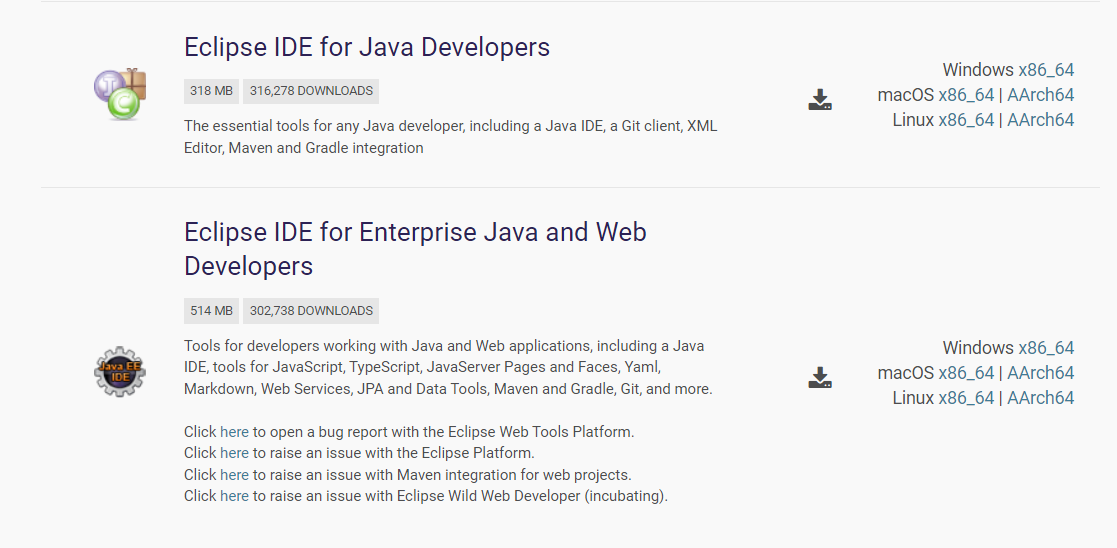 Eclipse IDE for Java Developers
318 MB 316,278 DOWNLOADS
The essential tools for any Java developer, including a Java IDE, a Git client, XML
Editor, Maven and Gradle integration
Windows x86_64
macOS x86_64 | AArch64
Linux x86_64 | AArch64
Eclipse IDE for Enterprise Java and Web
Developers
514 MB 302,738 DOWNLOADS
Java EE
IDE
Tools for developers working with Java and Web applications, including a Java
IDE, tools for JavaScript, TypeScript, JavaServer Pages and Faces, Yaml,
Markdown, Web Services, JPA and Data Tools, Maven and Gradle, Git, and more.
Click here to open a bug report with the Eclipse Web Tools Platform.
Click here to raise an issue with the Eclipse Platform.
Click here to raise an issue with Maven integration for web projects.
Click here to raise an issue with Eclipse Wild Web Developer (incubating).
Windows x86_64
macOS x86_64 | AArch64
Linux x86_64 | AArch64